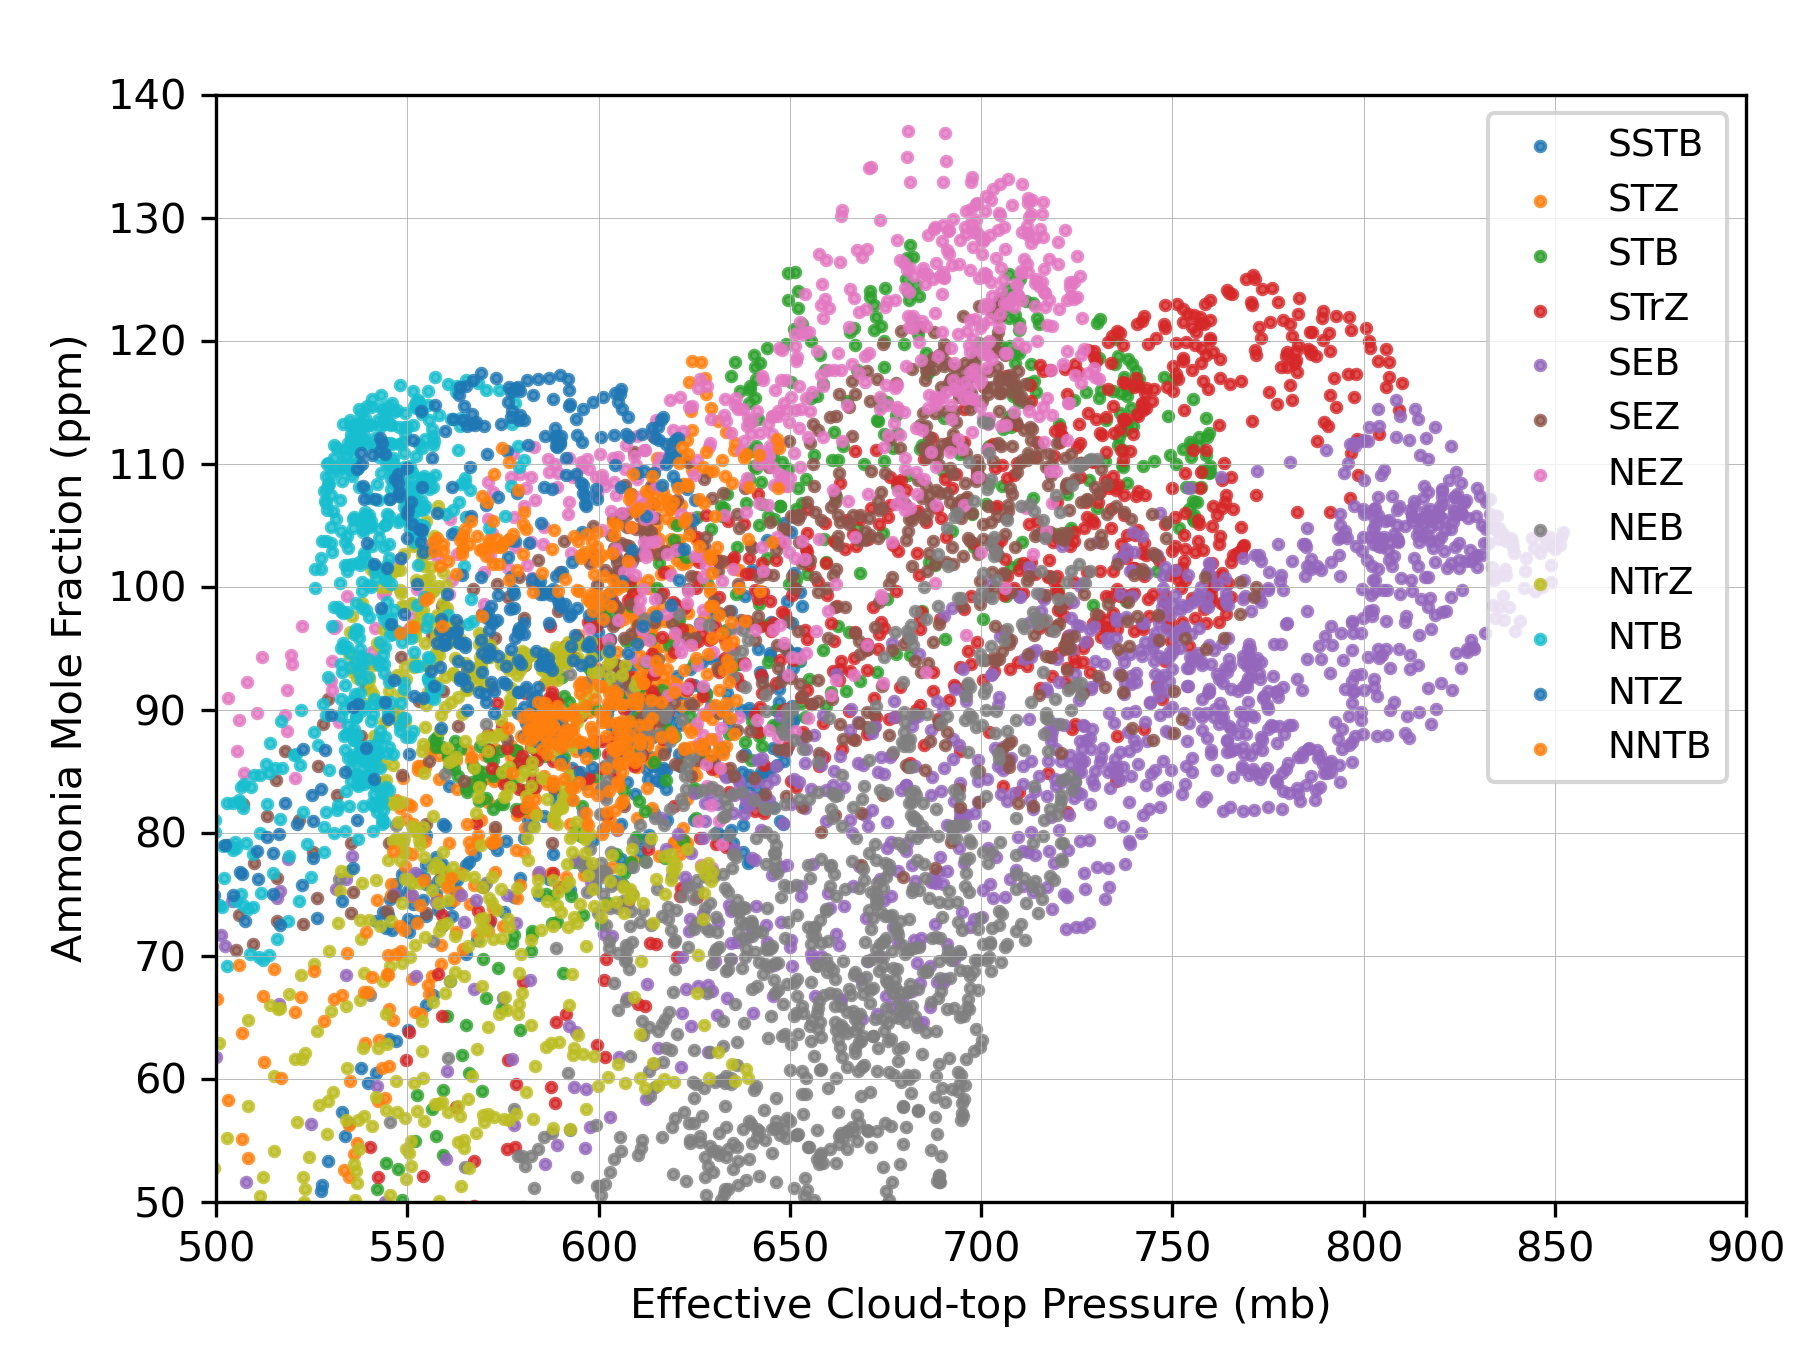 140
130
120
110
100
90
80
70
60
50
Ammonia Mole Fraction (ppm)
SSTB
STZ
STB
STrZ
SEB
SEZ
NEZ
NEB
NTrZ
NTB
NTZ
NNTB
500 550 600 650 700 750 800 850 900
Effective Cloud-top Pressure (mb)